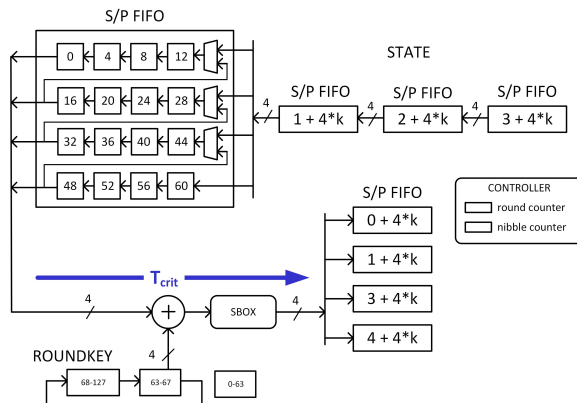 S/P FIFO
0 4 8 12
16 20 24 28
32 36 40 44
48 52 56 60
STATE
S/P FIFO
S/P FIFO
S/P FIFO
4 1 + 4*k 4 2 + 4*k 4 3 + 4*k
S/P FIFO
0 + 4*k
1 + 4*k
3 + 4*k
4 + 4*k
CONTROLLER
round counter
nibble counter
Tcrit
4 + SBOX 4
4
ROUNDKEY
68-127 63-67 0-63